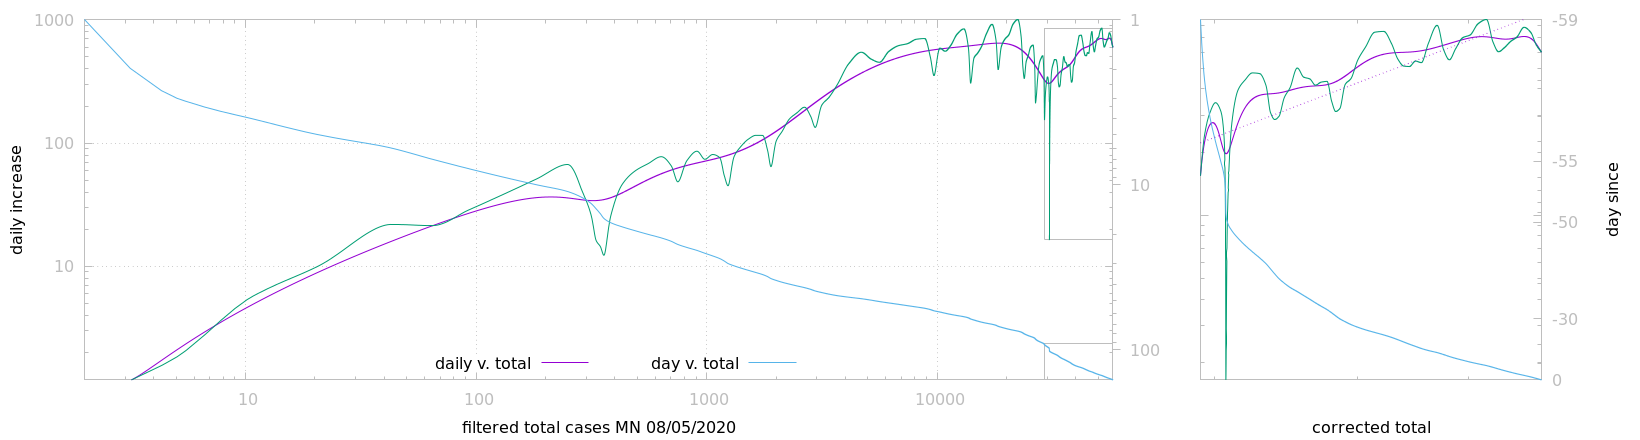 1000
100
10
daily increase
10
100
1000
10000
filtered total cases MN 08/05/2020
daily v. total
day v. total
1
10
100
-59
-55
-50
-30
0
day since
corrected total